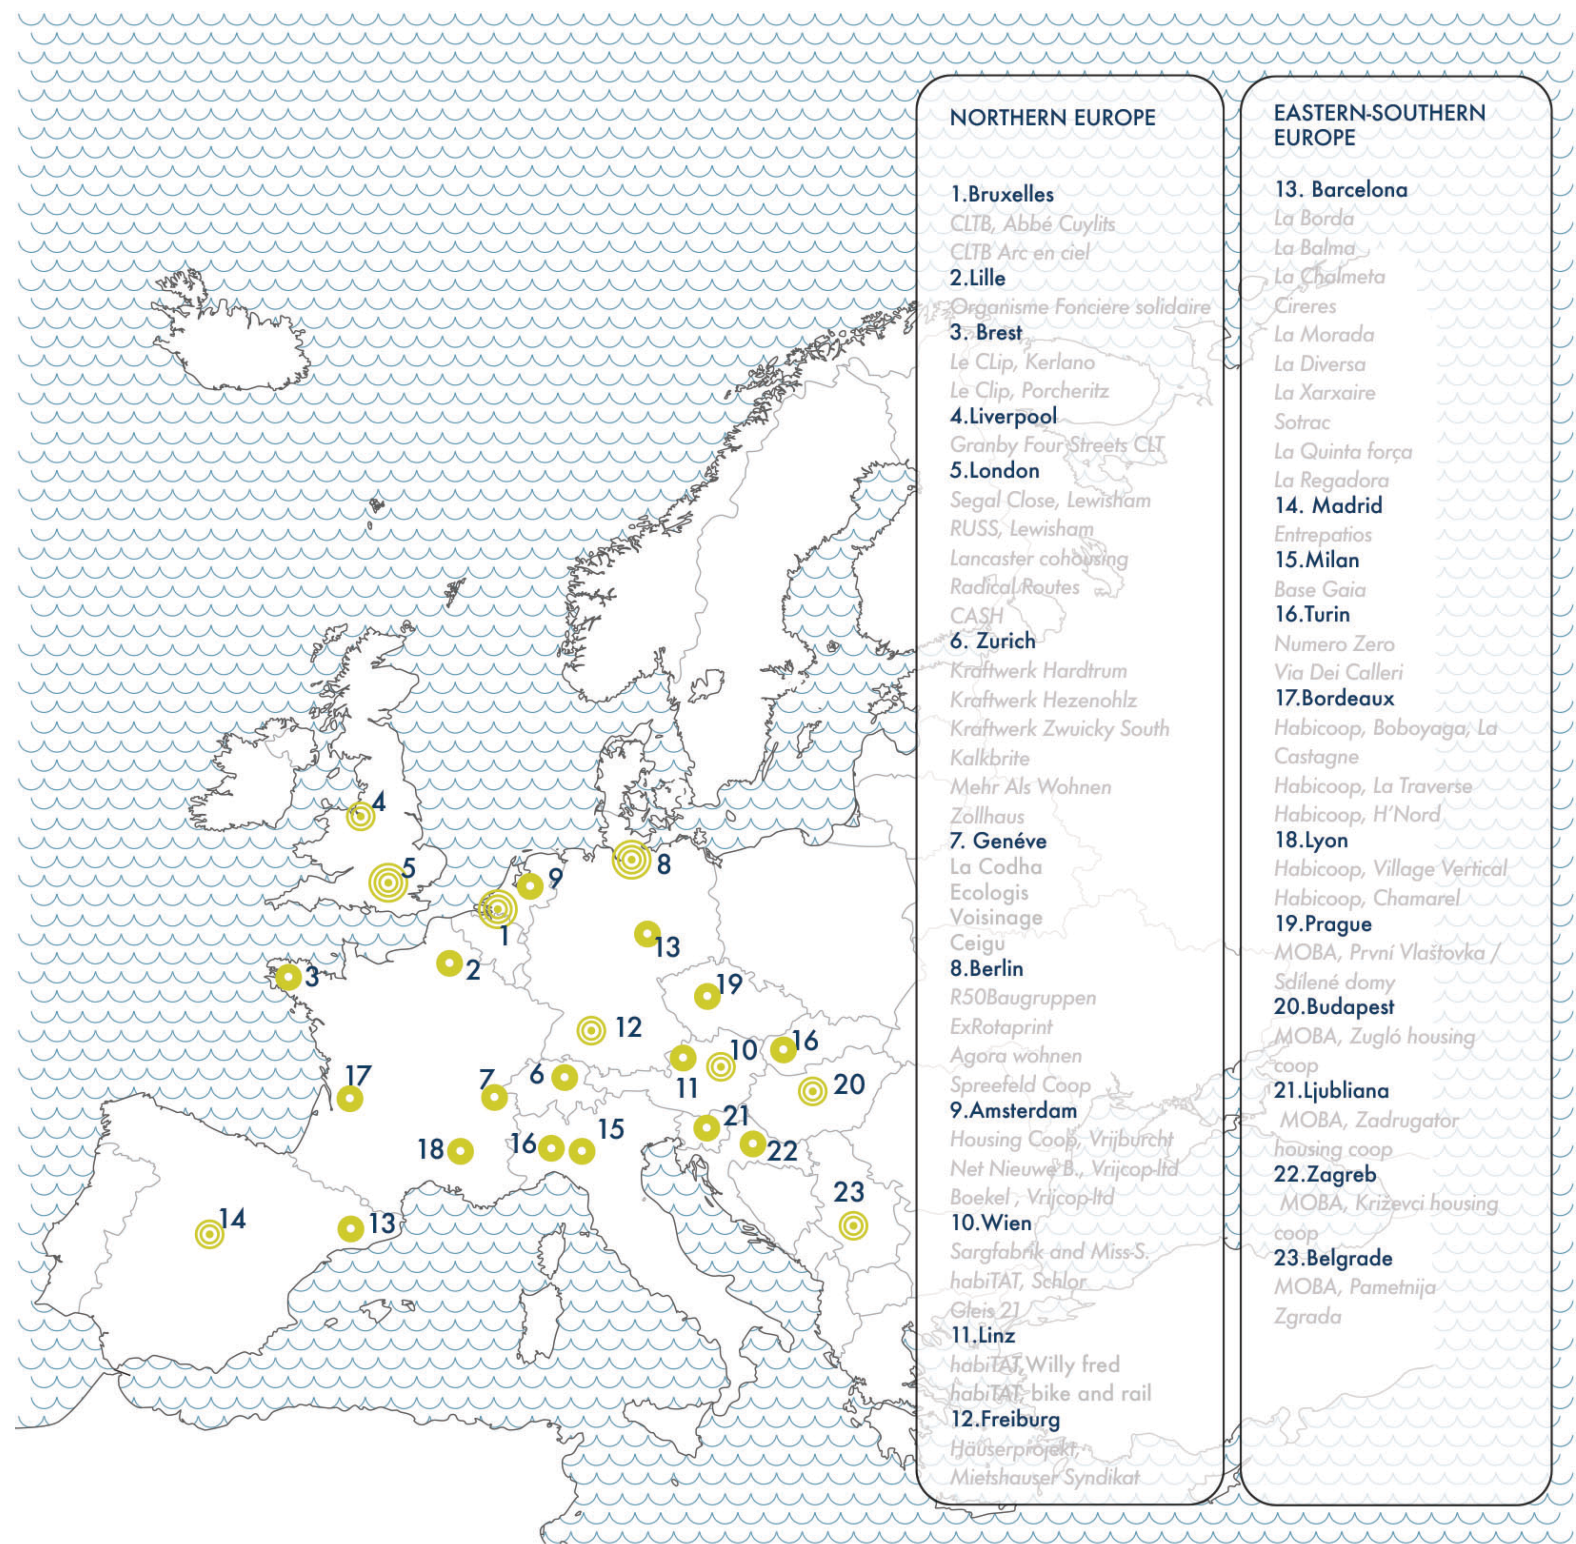 NORTHERN EUROPE
1.Bruxelles
CLTB, Abbé Cuylits
CLTB Arc en ciel
2.Lille
Organisme Fonciere solidaire
3. Brest
Le CLip, Kerlano
Le Clip, Porcheritz
4.Liverpool
Granby Four Streets CLT
5.London
Segal Close, Lewisham
RUSS, Lewisham
Lancaster cohousing
Radical Routes
CASH
6. Zurich
Kraftwerk Hardtrum
Kraftwerk Hezenohlz
Kraftwerk Zwuicky South
Kalkbrite
Mehr Als Wohnen
Zollhaus
7. Genéve
La Codha
Ecologis
Voisinage
Ceigu
8.Berlin
R50Baugruppen
ExRotaprint
Agora wohnen
Spreefeld Coop
9.Amsterdam
Housing Coop, Vrijburcht
Net Nieuwe B., Vrijcop-ltd
Boekel , Vrijcop-ltd
10.Wien
Sargfabrik and Miss-S.
habiTAT, Schlor
Gleis 21
11.Linz
habiTAT,Willy fred
habiTAT, bike and rail
12.Freiburg
Häuserprojekt,
Mietshauser Syndikat
EASTERN-SOUTHERN
EUROPE
13. Barcelona
La Borda
La Balma
La Chalmeta
Cireres
La Morada
La Diversa
La Xarxaire
Sotrac
La Quinta força
La Regadora
14. Madrid
Entrepatios
15.Milan
Base Gaia
16.Turin
Numero Zero
Via Dei Calleri
17.Bordeaux
Habicoop, Boboyaga, La
Castagne
Habicoop, La Traverse
Habicoop, H'Nord
18.Lyon
Habicoop, Village Vertical
Habicoop, Chamarel
19.Prague
MOBA, První Vlaštovka /
Sdílené domy
20.Budapest
MOBA, Zugló housing
coop
21.Ljubliana
MOBA, Zadrugator
housing coop
22.Zagreb
MOBA, Križevci housing
coop
23.Belgrade
MOBA, Pametnija
Zgrada
4
5
8
9
1
13
2
3
19
12
16
10
6
11
7
17
20
21
15
18
16
22
23
14
13